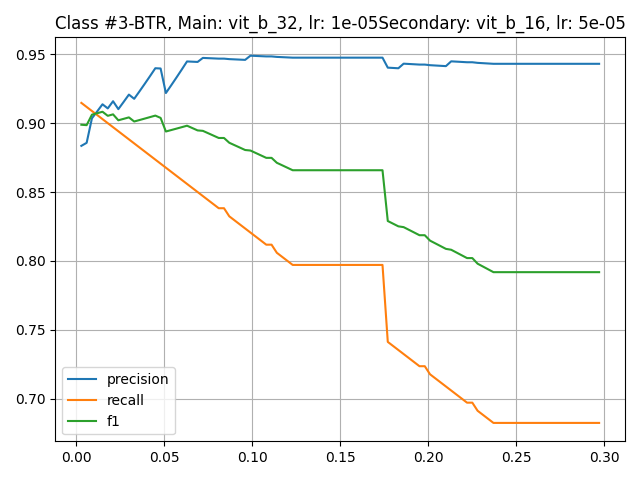 Class #3-BTR, Main: vit_b_32, lr: 1e-05Secondary: vit_b_16, lr: 5e-05
0.95
0.90
0.85
0.80
0.75
0.70
precision
recall
f1
0.00 0.05 0.10 0.15 0.20 0.25 0.30